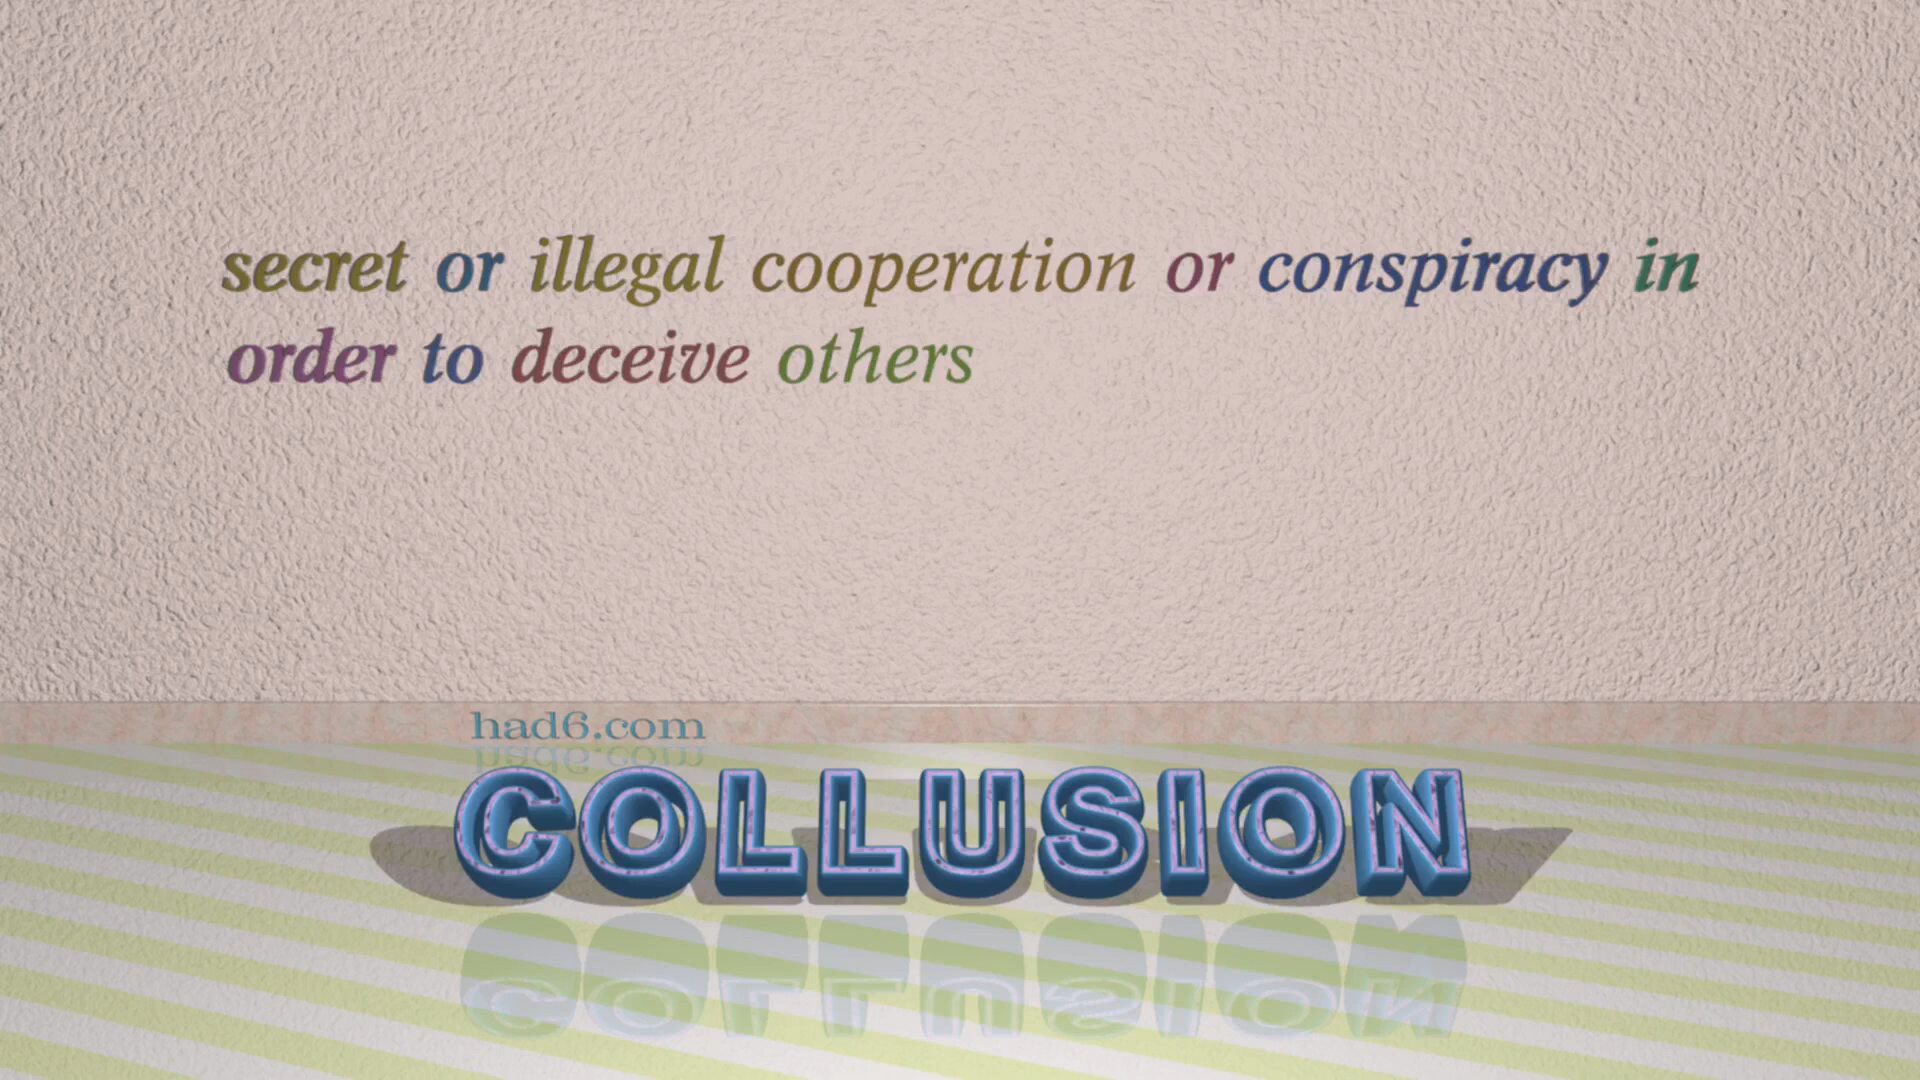 secret or illegal cooperation or conspiracy in
order to deceive others
had6.com
COLLUSION